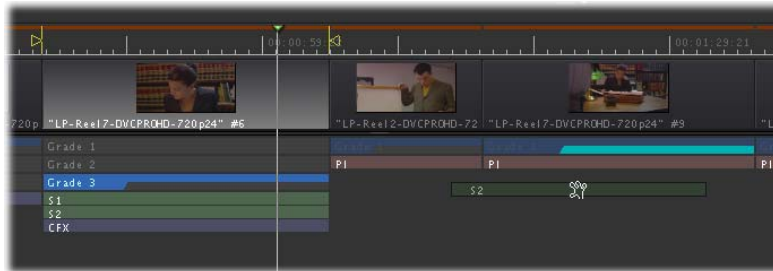 00:00:59:
00:01:29:21
720p
"LP-Reel7-DVCPROHD-720p24" #6
"LP-Reel2-DVCPROHD-72
"LP-Reel7-DVCPROHD-720p24" #9
"L
Grade 1
Grade 2
PI
PI
PI
Grade 3
S2
S1
S2
CFX